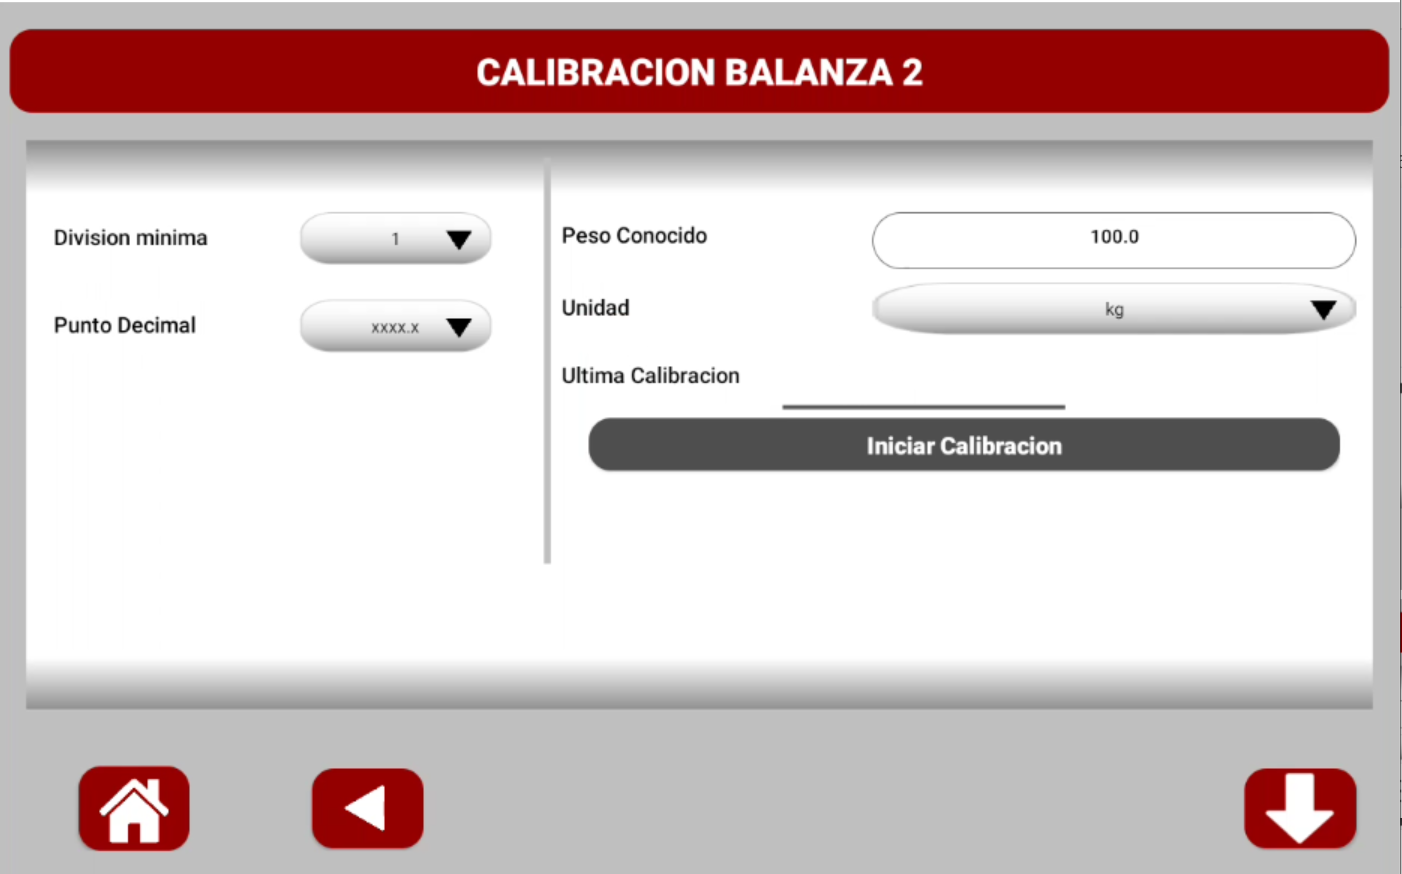 CALIBRACION BALANZA 2
Division minima
1
Punto Decimal
xxxx.x
Peso Conocido
100.0
Unidad
kg
Ultima Calibracion
Iniciar Calibracion